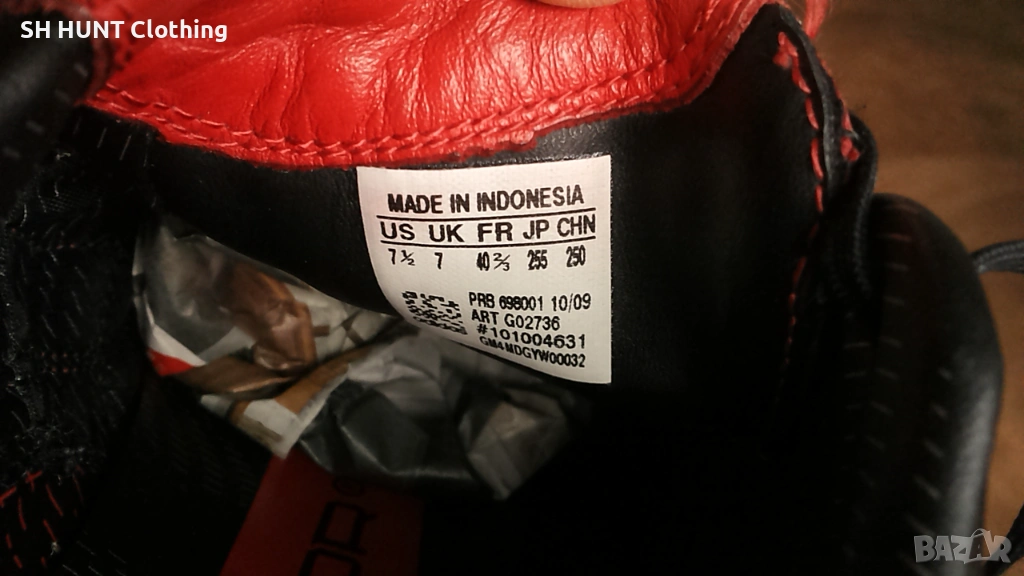 SH HUNT Clothing
MADE IN INDONESIA
US UK FR JP CHN
7½ 7 40⅔ 255 250
PRB 698001 10/09
ART G02736
#101004631
GM4MDGYW00032
BAZAR